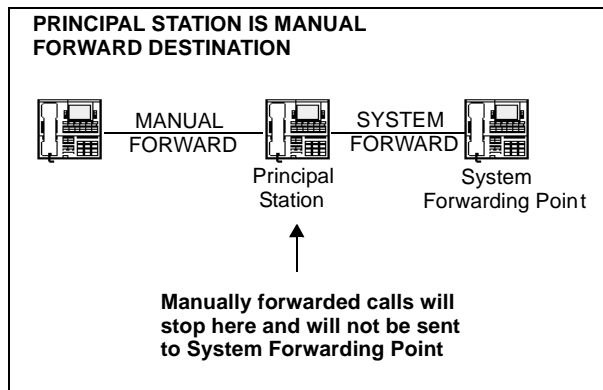 PRINCIPAL STATION IS MANUAL
FORWARD DESTINATION
MANUAL
FORWARD
SYSTEM
FORWARD
Principal
Station
System
Forwarding Point
Manually forwarded calls will
stop here and will not be sent
to System Forwarding Point